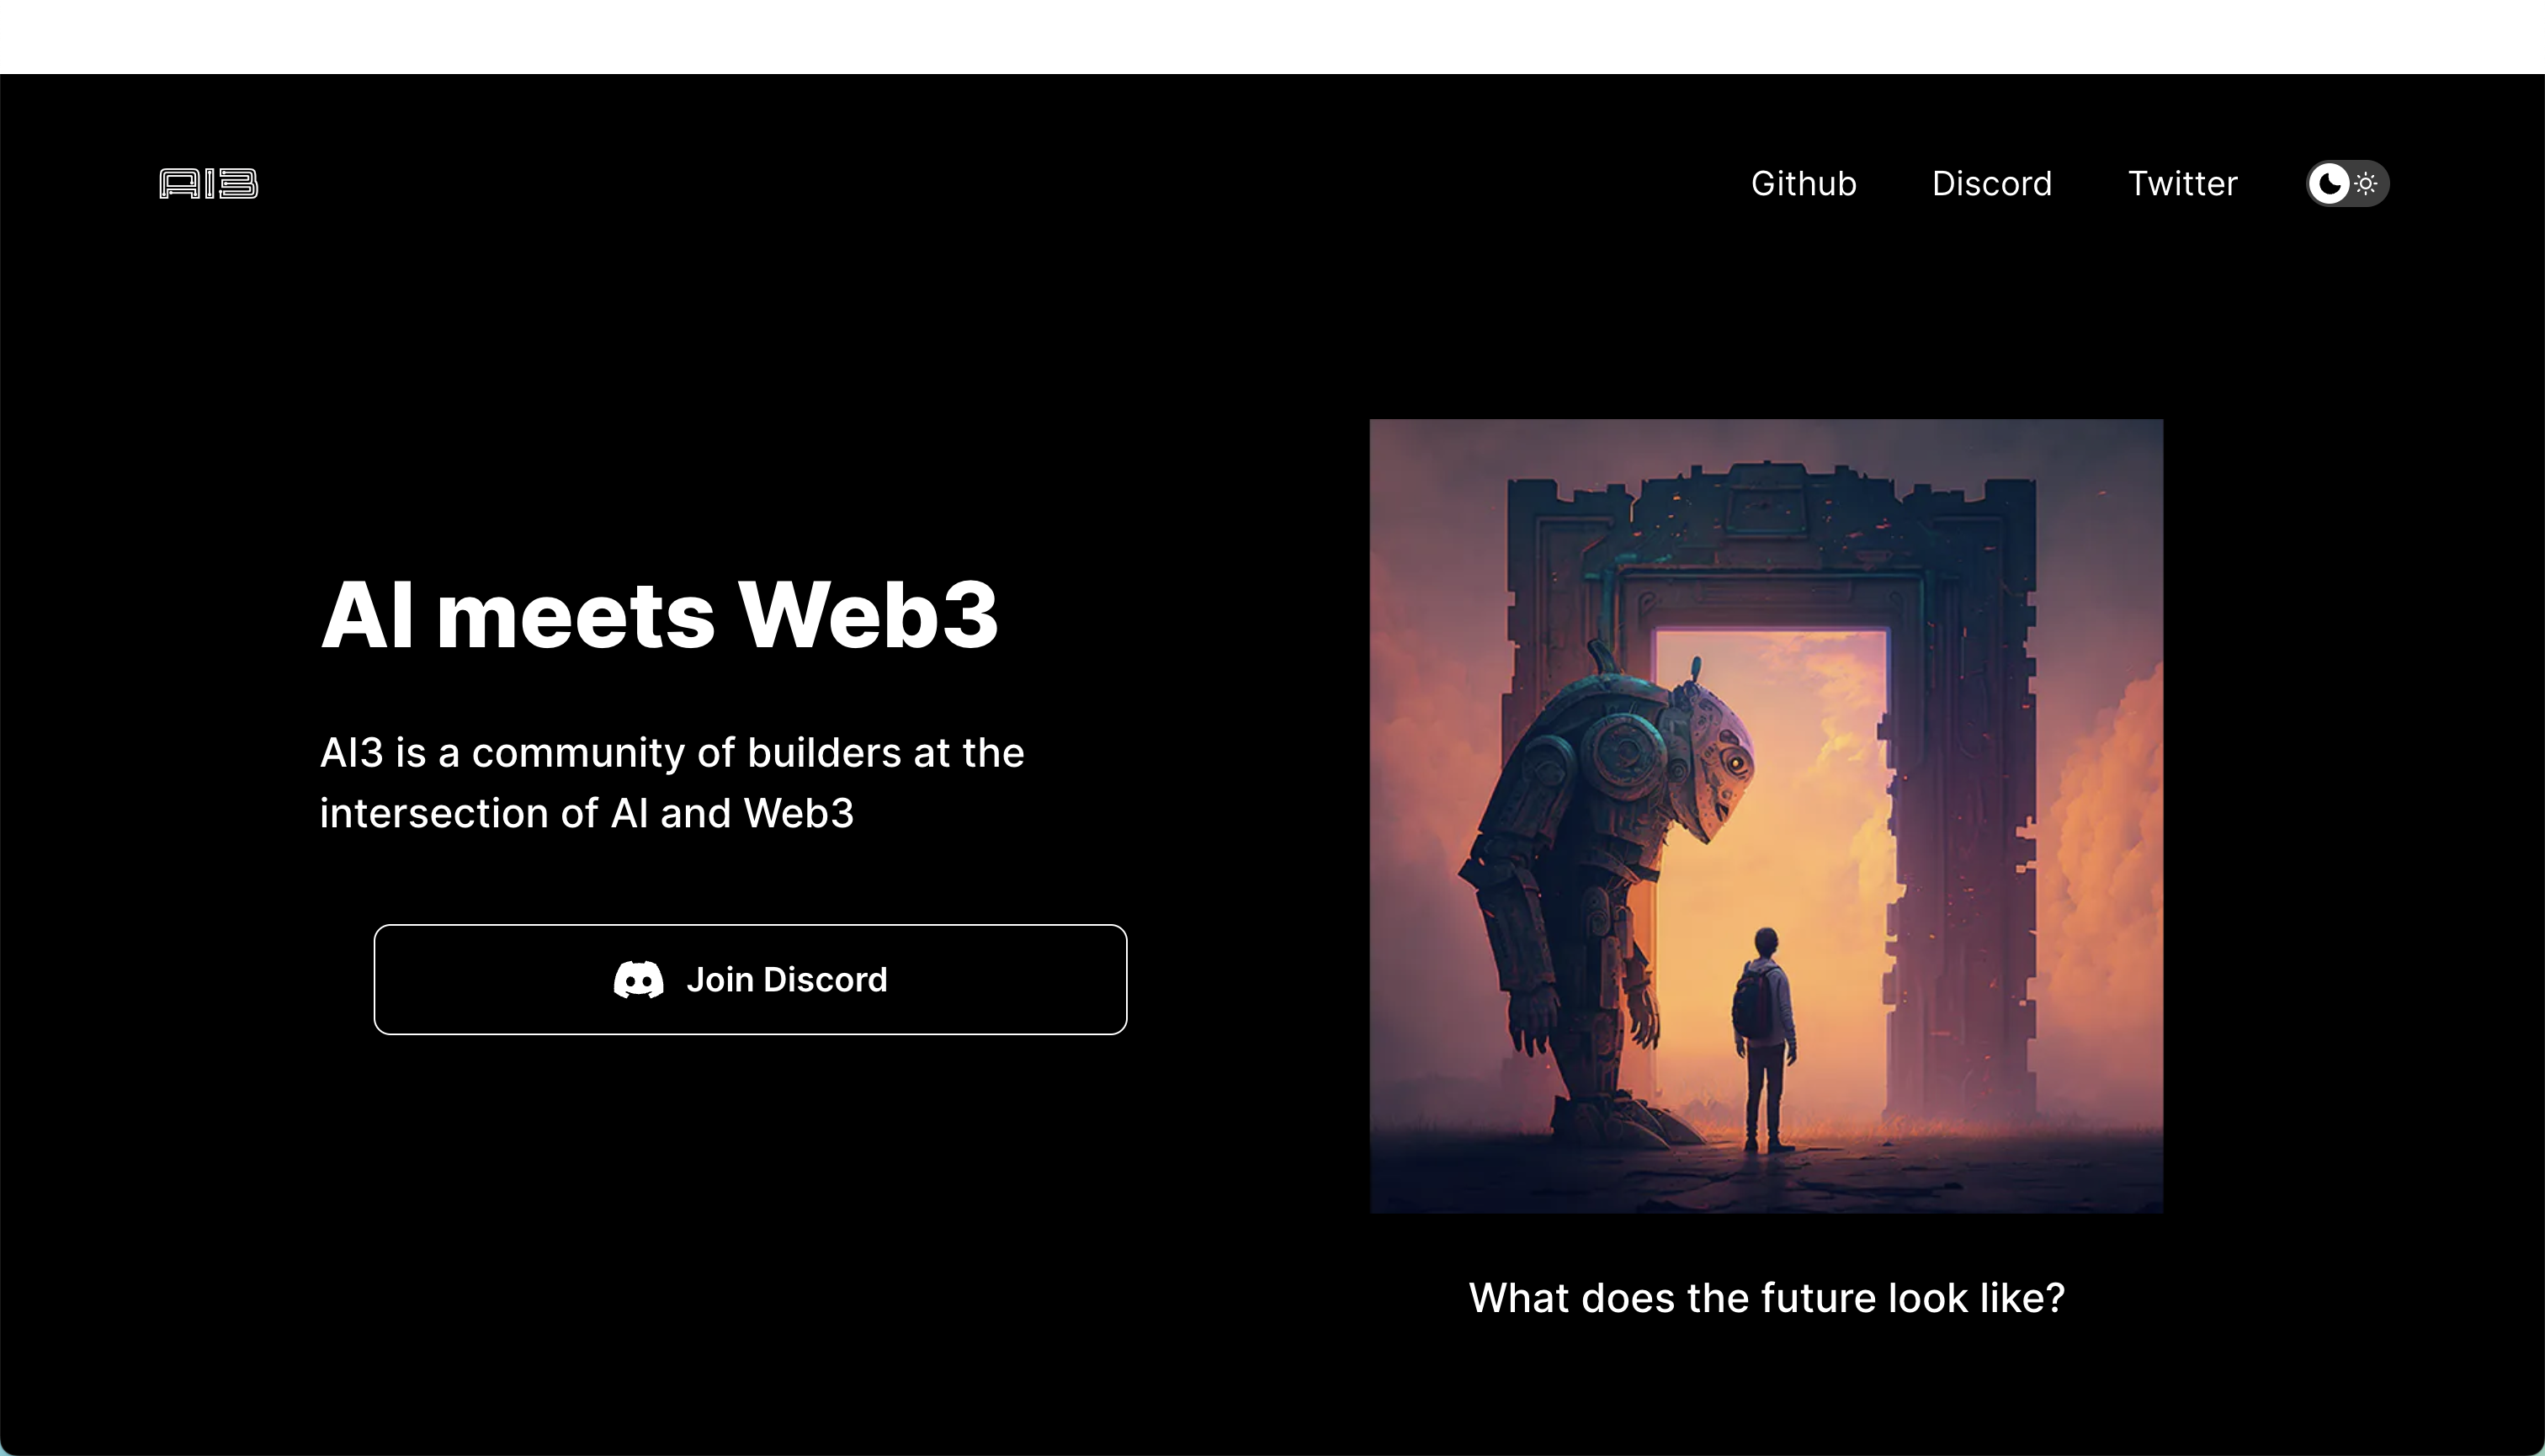 AI3
Github Discord Twitter
AI meets Web3
AI3 is a community of builders at the
intersection of AI and Web3
Join Discord
What does the future look like?